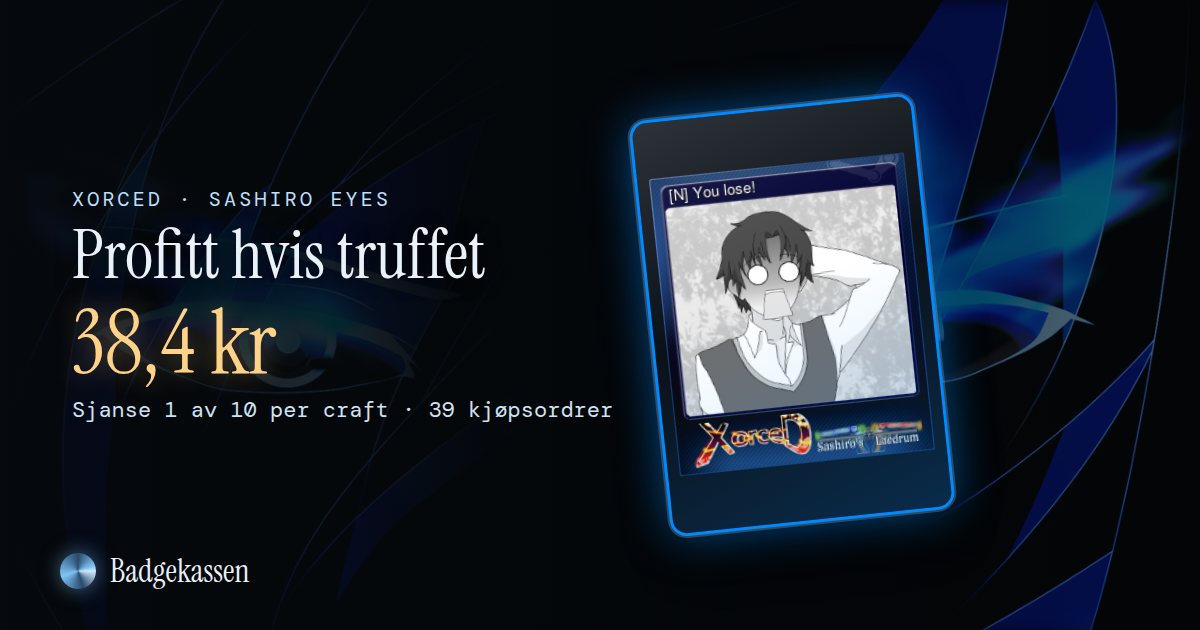 XORCED · SASHIRO EYES
Profitt hvis truffet
38,4 kr
Sjanse 1 av 10 per craft · 39 kjøpsordrer
[N] You lose!
XorceD
Sashiro's Laedrum
Badgekassen